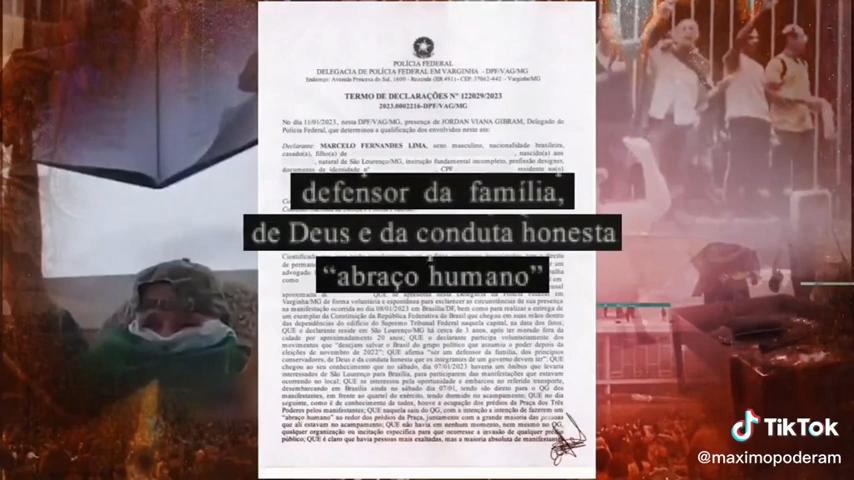 POLÍCIA FEDERAL
DELEGACIA DE POLÍCIA FEDERAL EM VARGINHA - DPF/VAG/MG
TERMO DE DECLARAÇÕES Nº 122029/2023
2023.0002216-DPF/VAG/MG
No dia 11/01/2023, nesta DPF/VAG/MG, presença de JORDAN VIANA GIBRAM, Delegado de
Polícia Federal, que determinou a qualificação dos envolvidos neste ato:
Declarante: MARCELO FERNANDES LIMA, sexo masculino, nacionalidade brasileira,
casado(a), filho(a) de , nascido(a) aos
, natural de São Lourenço/MG, instrução fundamental incompleto, profissão designer,
documento de identidade nº , CPF residente na(o)
defensor da família,
de Deus e da conduta honesta
“abraço humano”
Varginha/MG de forma voluntária e espontânea para esclarecer as circunstâncias de sua presença
na manifestação ocorrida no dia 08/01/2023 em Brasília/DF, bem como para realizar a entrega de
um exemplar da Constituição da República Federativa do Brasil que chegou em suas mãos dentro
das dependências do edifício do Supremo Tribunal Federal naquela capital, na data dos fatos;
QUE o declarante reside em São Lourenço/MG há cerca de 3 anos, após ter morado fora da
cidade por aproximadamente 20 anos; QUE o declarante participa voluntariamente dos
movimentos que "desejam salvar o Brasil do grupo político que assumiu o poder depois da
eleições de novembro de 2022"; QUE afirma "ser um defensor da família, dos princípios
conservadores, de Deus e da conduta honesta que os integrantes de um governo devem ter"; QUE
chegou ao seu conhecimento que no sábado, dia 07/01/2023 haveria um ônibus que levaria
interessados de São Lourenço para Brasília, para participarem das manifestações que estavam
ocorrendo no local; QUE se interessou pela oportunidade e embarcou no referido transporte,
desembarcando em Brasília ainda no sábado dia 07/01, tendo ido direto para o QG dos
manifestantes, em frente ao quartel do exército, tendo dormido no acampamento; QUE no dia
seguinte, como é de conhecimento de todos, houve a ocupação dos prédios da Praça dos Três
Poderes pelos manifestantes; QUE naquela saiu do QG, com a intenção a intenção de fazerem um
"abraço humano" ao redor dos prédios da Praça, juntamente com a grande maioria das pessoas
que ali estavam no acampamento; QUE não havia em nenhum momento, nem mesmo no QG,
qualquer organização ou incitação específica para que ocorresse a invasão de qualquer prédio
público; QUE é claro que haviam pessoas mais exaltadas, mas a maioria absoluta de manifestantes
TikTok
@maximopoderam